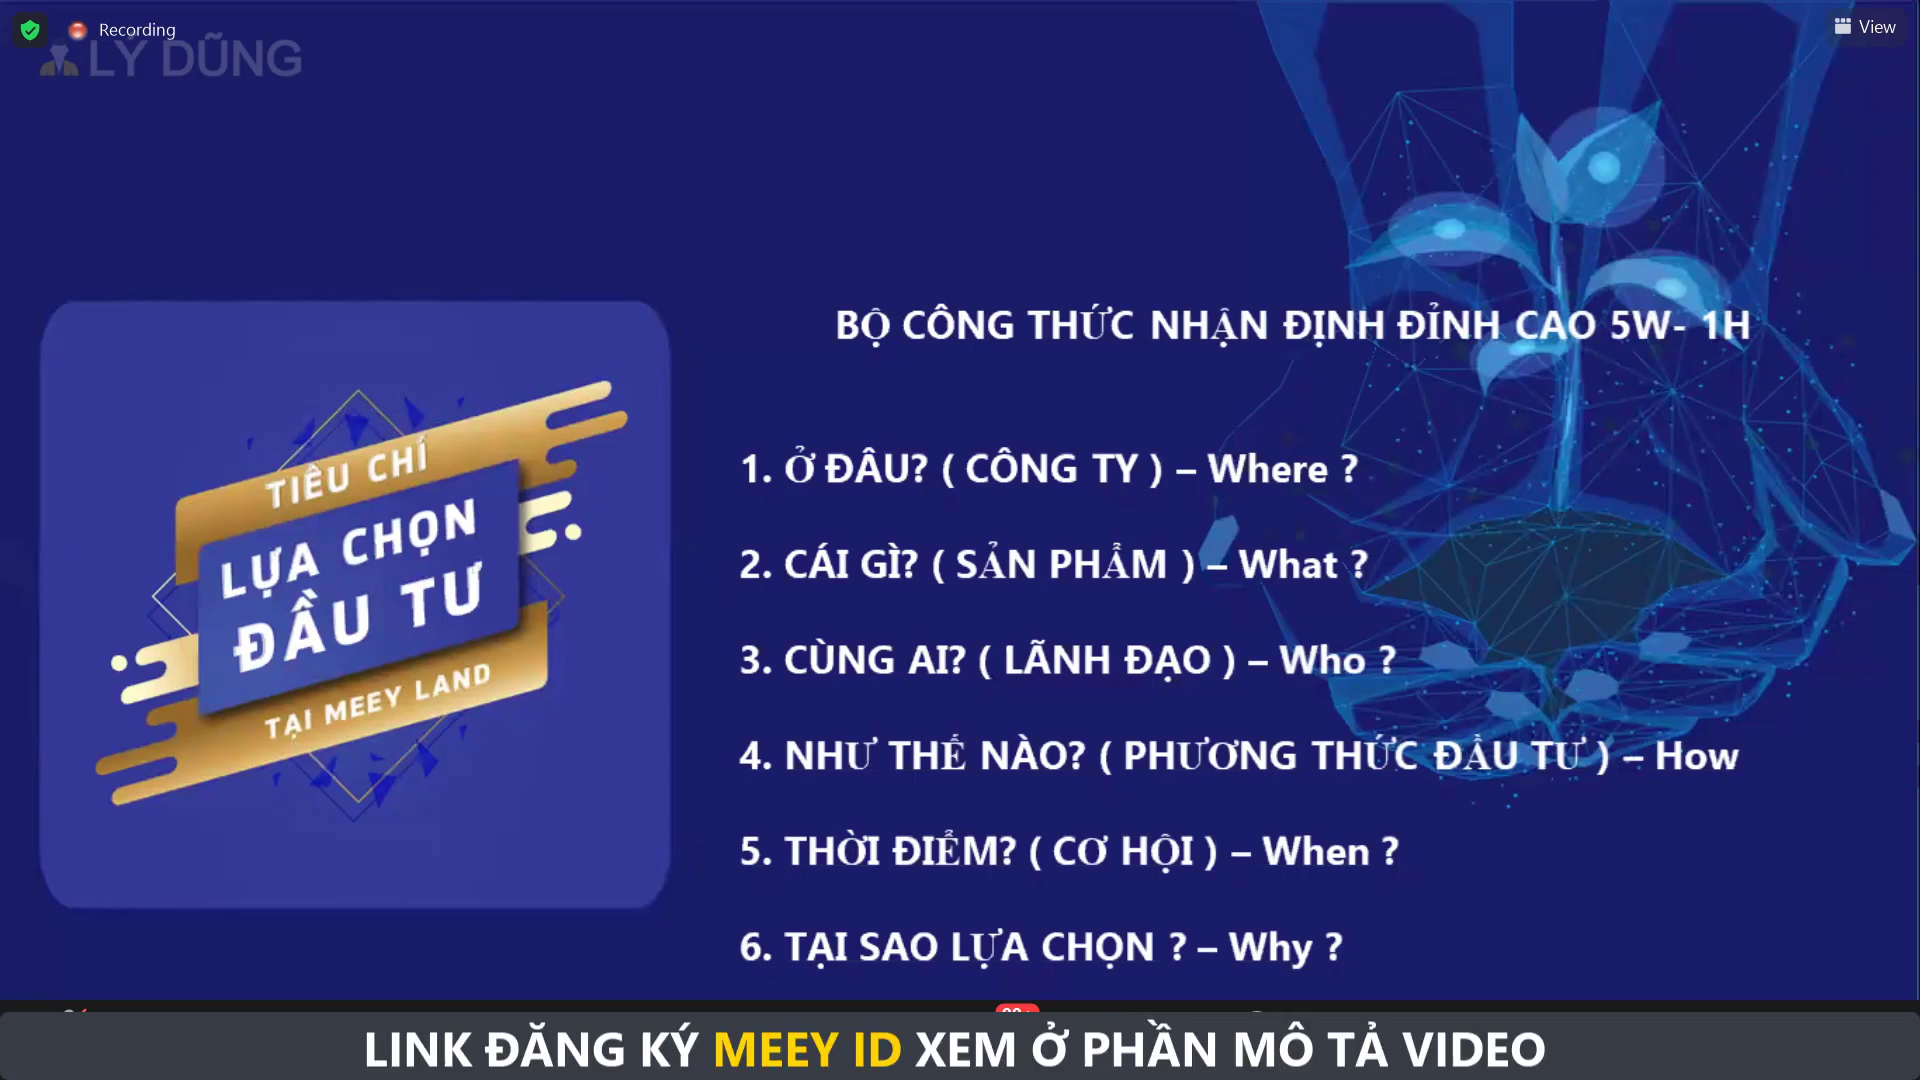 Recording
View
LÝ DŨNG
BỘ CÔNG THỨC NHẬN ĐỊNH ĐỈNH CAO 5W- 1H
TIÊU CHÍ
LỰA CHỌN
ĐẦU TƯ
TẠI MEEY LAND
1. Ở ĐÂU? ( CÔNG TY ) – Where ?
2. CÁI GÌ? ( SẢN PHẨM ) – What ?
3. CÙNG AI? ( LÃNH ĐẠO ) – Who ?
4. NHƯ THẾ NÀO? ( PHƯƠNG THỨC ĐẦU TƯ ) – How
5. THỜI ĐIỂM? ( CƠ HỘI ) – When ?
6. TẠI SAO LỰA CHỌN ? – Why ?
LINK ĐĂNG KÝ MEEY ID XEM Ở PHẦN MÔ TẢ VIDEO